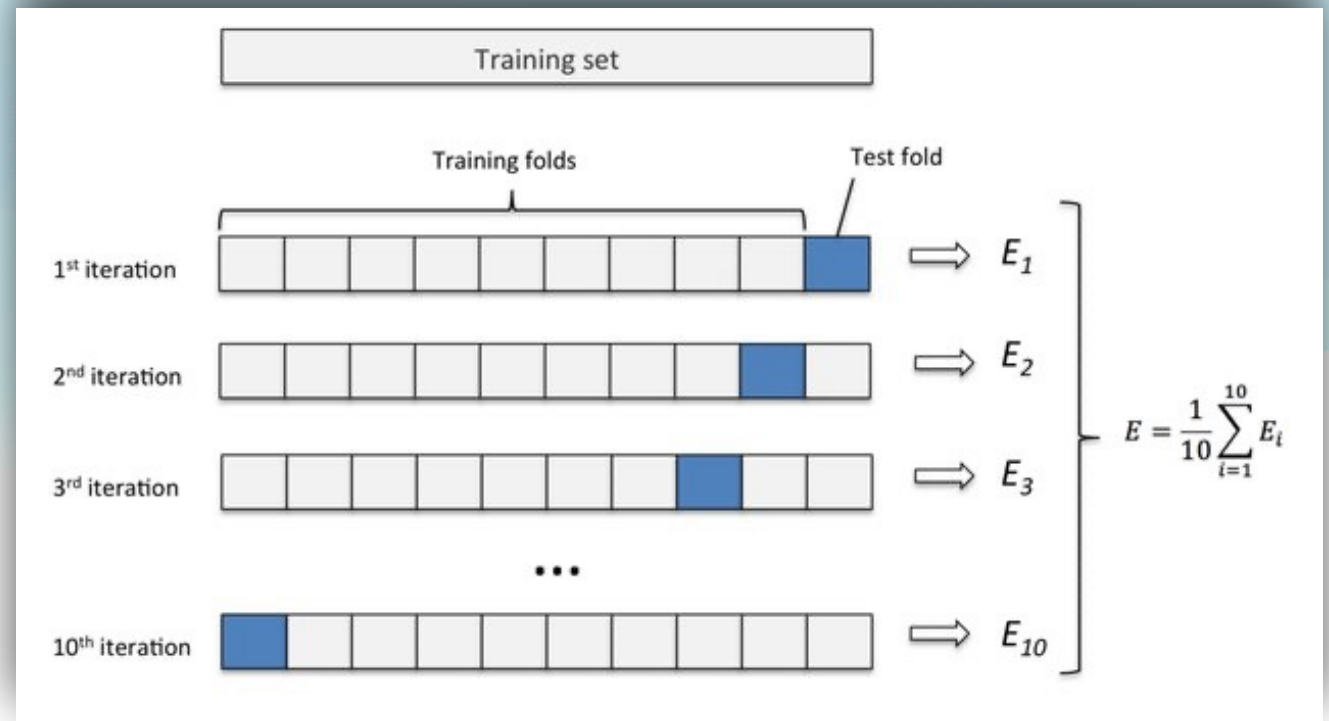 Training set
Training folds
Test fold
1st iteration
E1
2nd iteration
E2
3rd iteration
E3
E = 1/10 ∑_{i=1}^{10} E_i
...
10th iteration
E10